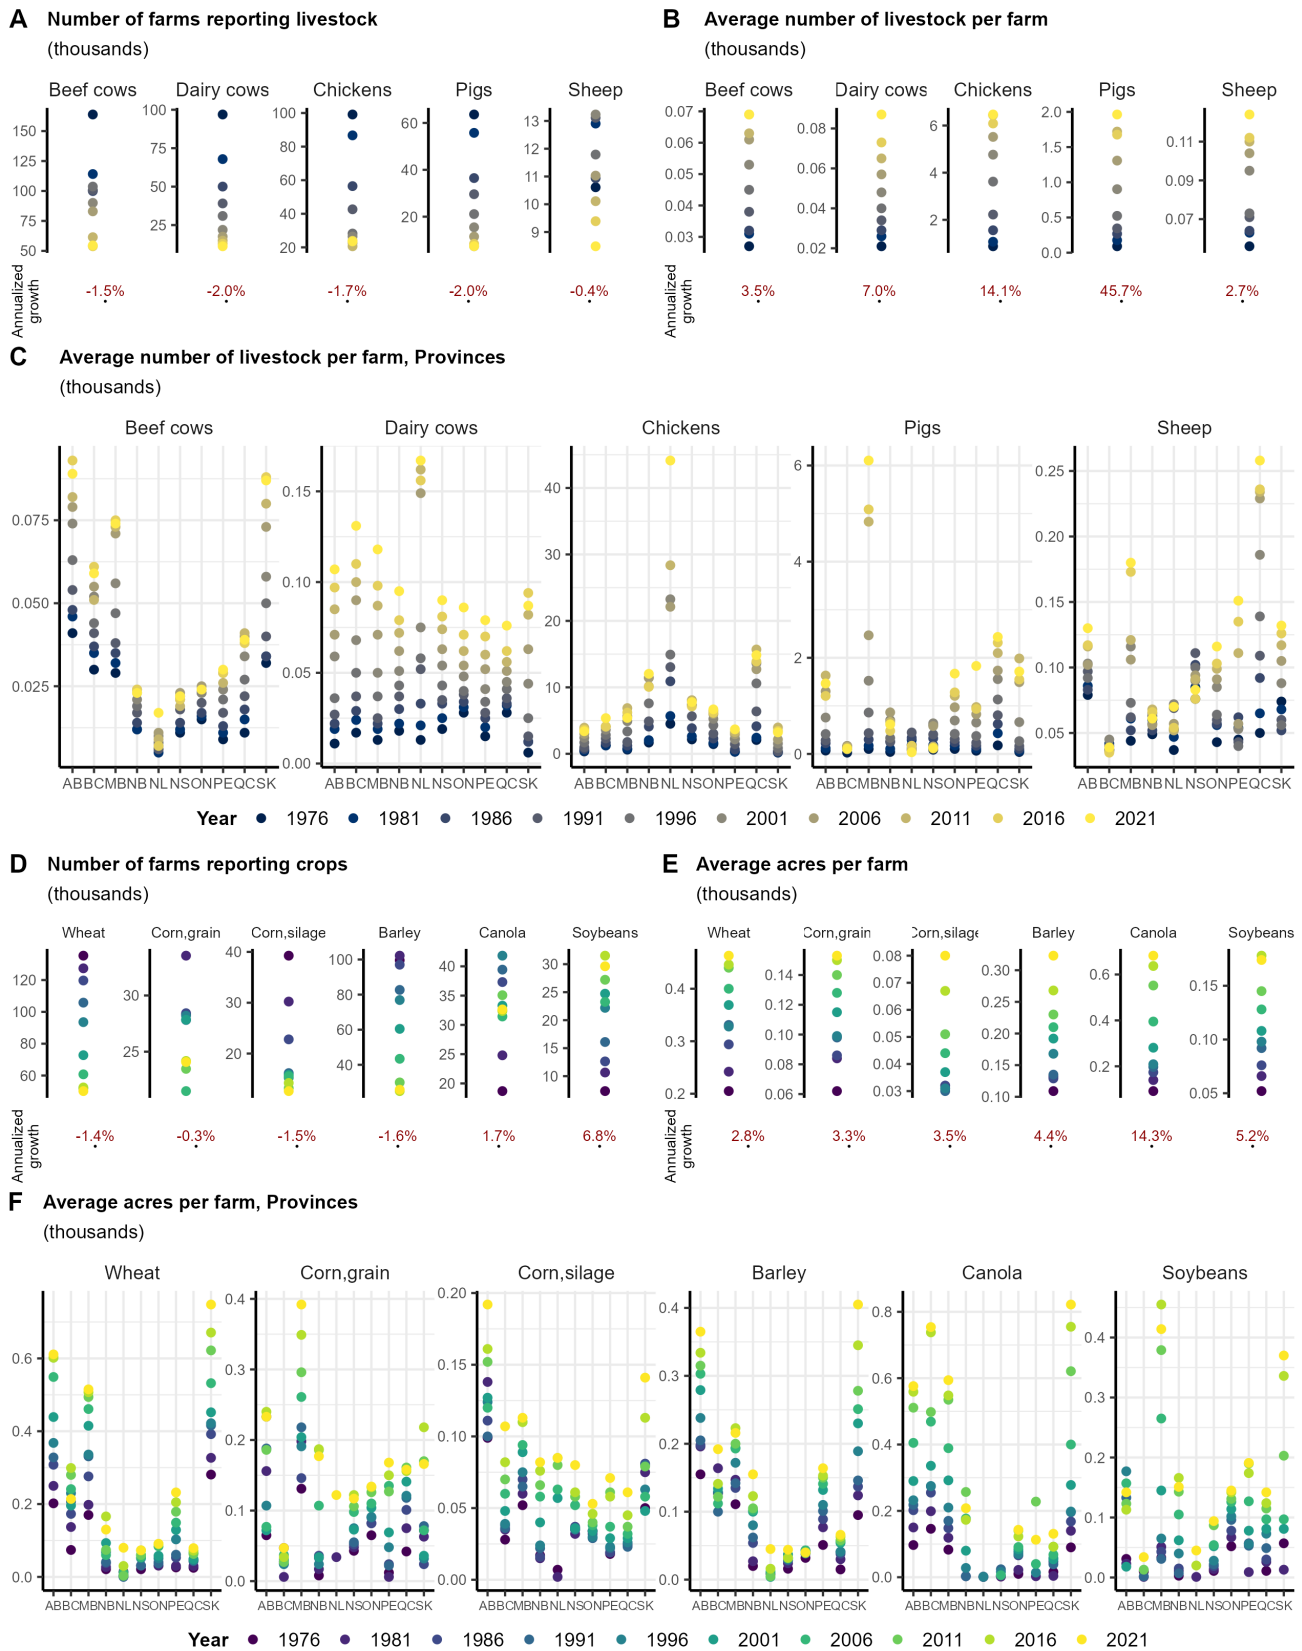 A Number of farms reporting livestock
(thousands)
Beef cows Dairy cows Chickens Pigs Sheep
150 125 100 75 50
100 75 50 25
100 80 60 40 20
60 40 20
13 12 11 10 9
Annualized growth
-1.5% -2.0% -1.7% -2.0% -0.4%
B Average number of livestock per farm
(thousands)
Beef cows Dairy cows Chickens Pigs Sheep
0.07 0.06 0.05 0.04 0.03
0.08 0.06 0.04 0.02
6 4 2
2.0 1.5 1.0 0.5 0.0
0.11 0.09 0.07
Annualized growth
3.5% 7.0% 14.1% 45.7% 2.7%
C Average number of livestock per farm, Provinces
(thousands)
Beef cows Dairy cows Chickens Pigs Sheep
0.075 0.050 0.025
0.15 0.10 0.05 0.00
40 30 20 10 0
6 4 2 0
0.25 0.20 0.15 0.10 0.05
ABBCMBNBNLNSONPEQCSK ABBCMBNBNLNSONPEQCSK ABBCMBNBNLNSONPEQCSK ABBCMBNBNLNSONPEQCSK ABBCMBNBNLNSONPEQCSK
Year 1976 1981 1986 1991 1996 2001 2006 2011 2016 2021
D Number of farms reporting crops
(thousands)
Wheat Corn,grain Corn,silage Barley Canola Soybeans
120 100 80 60
30 25
40 30 20
100 80 60 40
40 35 30 25 20
30 25 20 15 10
Annualized growth
-1.4% -0.3% -1.5% -1.6% 1.7% 6.8%
E Average acres per farm
(thousands)
Wheat Corn,grain Corn,silage Barley Canola Soybeans
0.4 0.3 0.2
0.14 0.12 0.10 0.08 0.06
0.08 0.07 0.06 0.05 0.04 0.03
0.30 0.25 0.20 0.15 0.10
0.6 0.4 0.2
0.15 0.10 0.05
Annualized growth
2.8% 3.3% 3.5% 4.4% 14.3% 5.2%
F Average acres per farm, Provinces
(thousands)
Wheat Corn,grain Corn,silage Barley Canola Soybeans
0.6 0.4 0.2 0.0
0.4 0.3 0.2 0.1 0.0
0.20 0.15 0.10 0.05 0.00
0.4 0.3 0.2 0.1 0.0
0.8 0.6 0.4 0.2 0.0
0.4 0.3 0.2 0.1 0.0
ABBCMBNBNLNSONPEQCSK ABBCMBNBNLNSONPEQCSK ABBCMBNBNLNSONPEQCSK ABBCMBNBNLNSONPEQCSK ABBCMBNBNLNSONPEQCSK ABBCMBNBNLNSONPEQCSK
Year 1976 1981 1986 1991 1996 2001 2006 2011 2016 2021